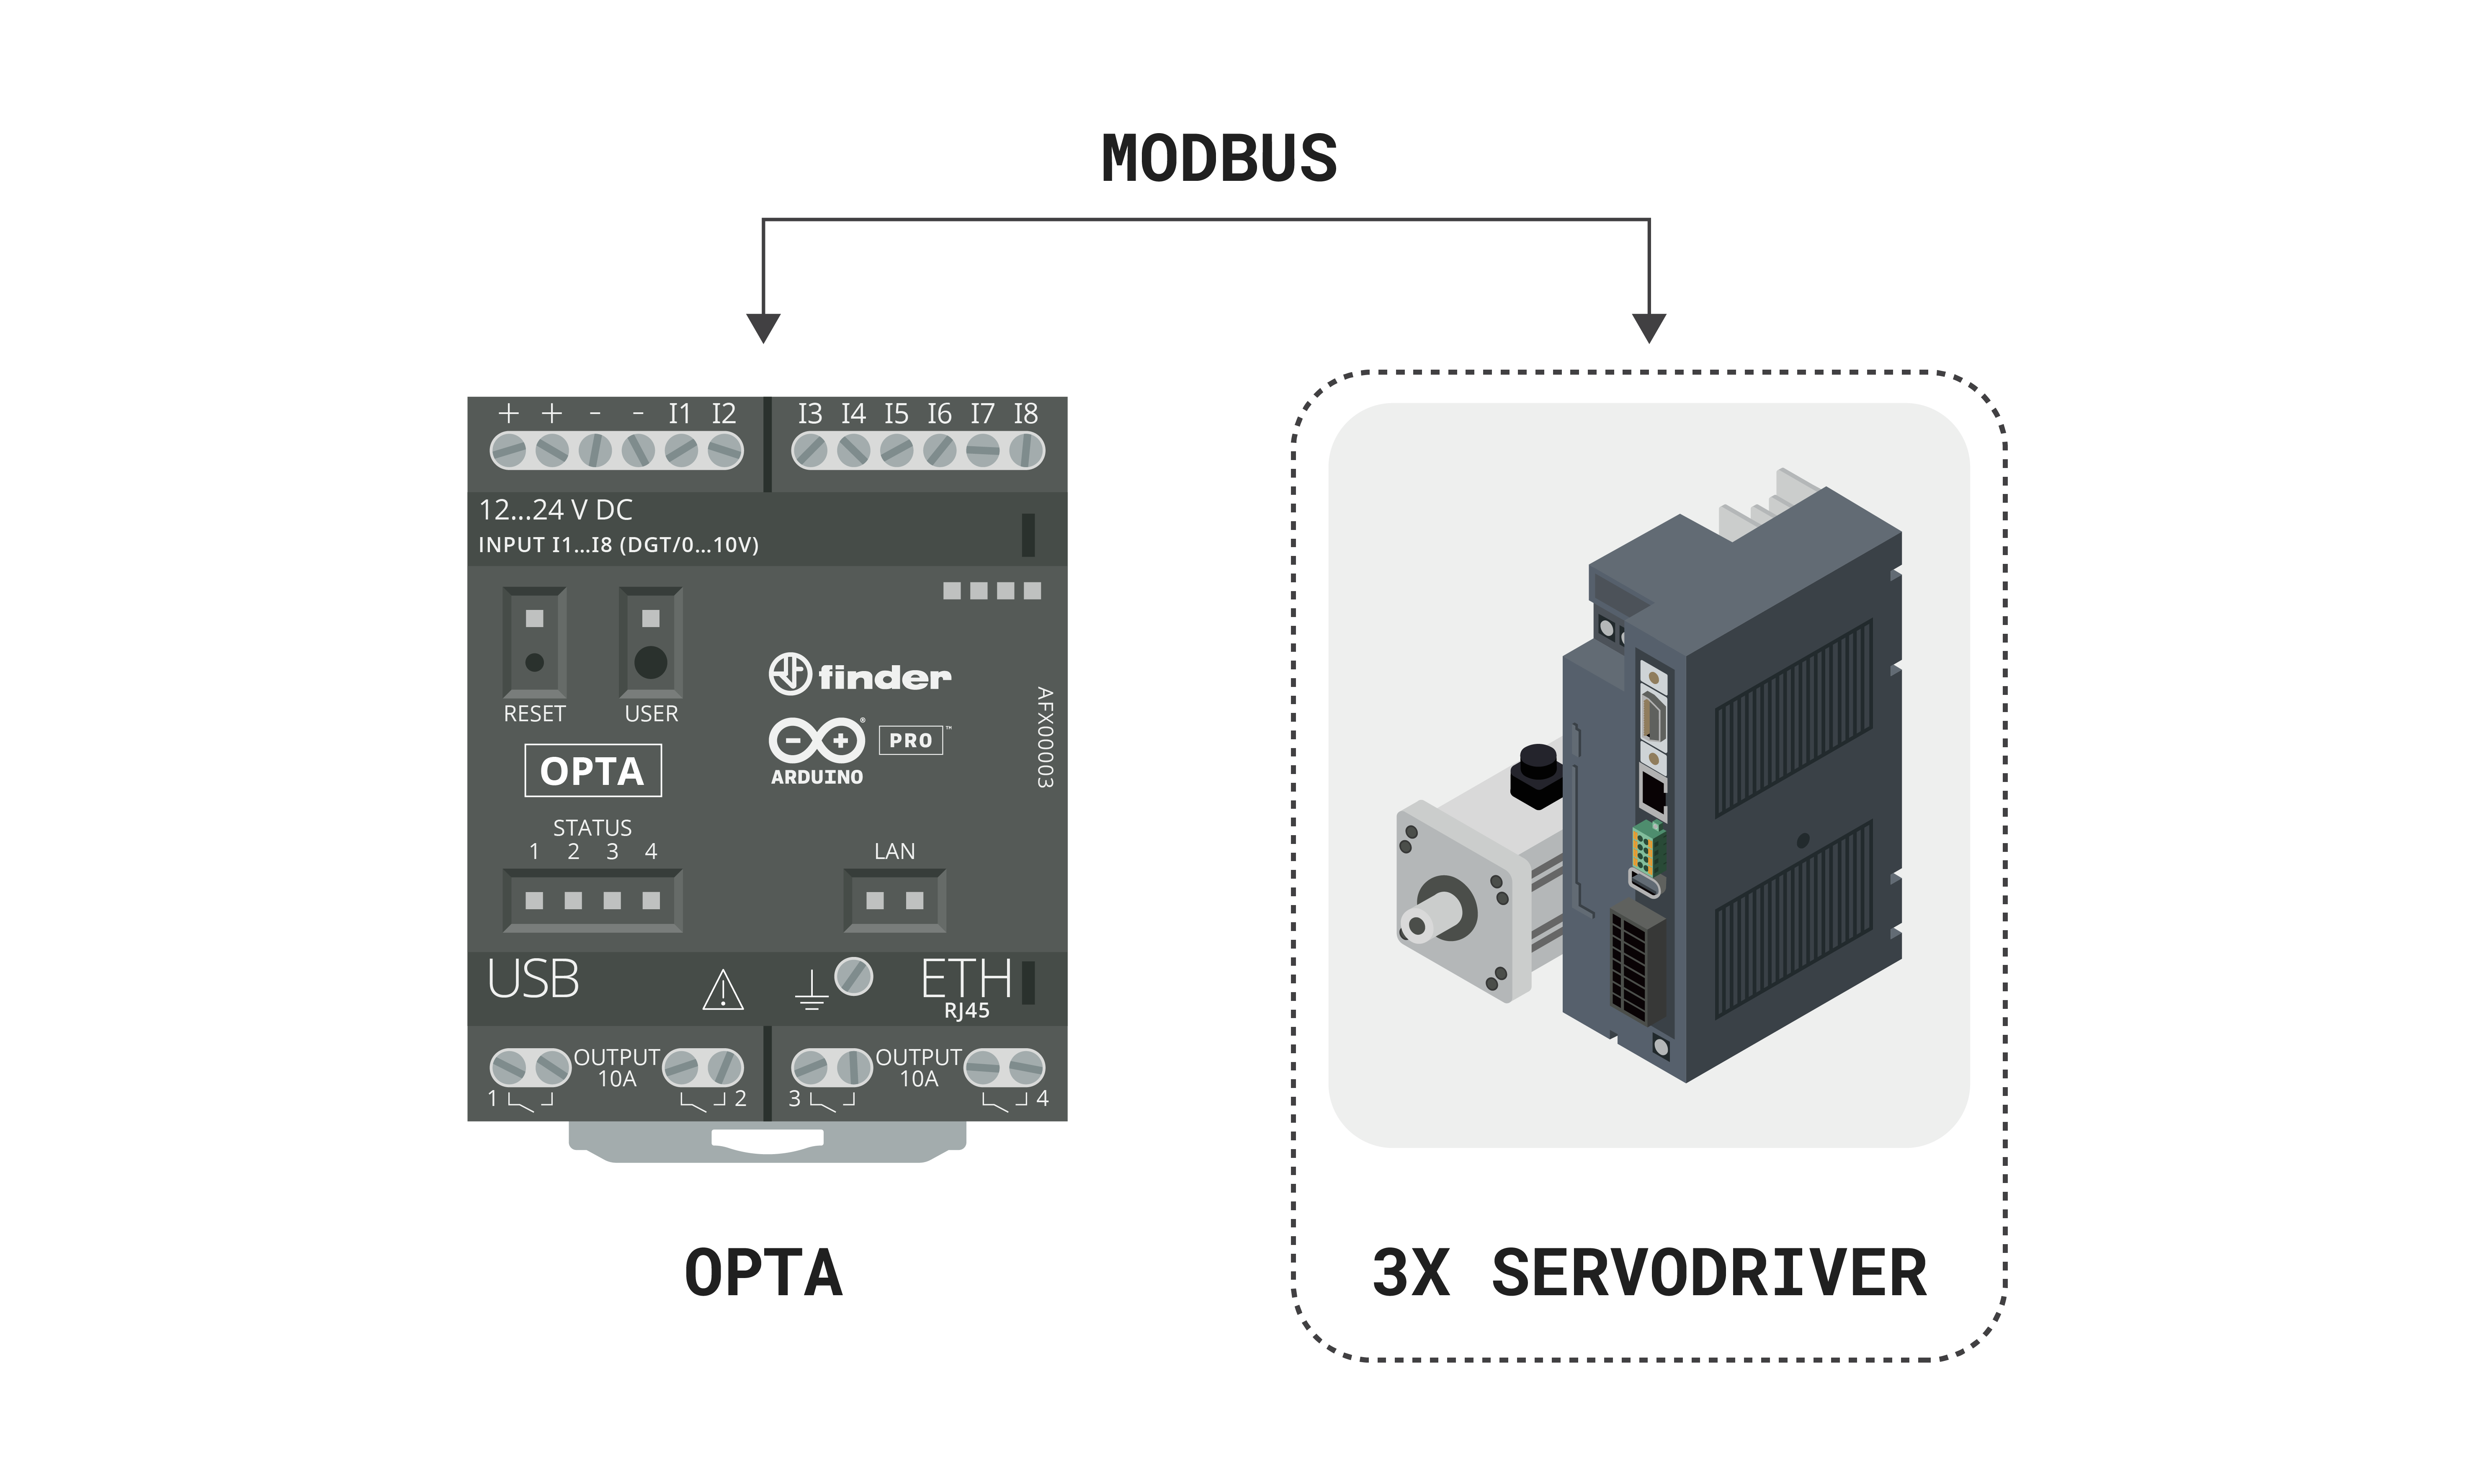 MODBUS
+ + - - I1 I2 I3 I4 I5 I6 I7 I8
12...24 V DC
INPUT I1...I8 (DGT/0...10V)
finder
RESET USER
ARDUINO® PRO™
AFX00003
OPTA
STATUS
1 2 3 4
LAN
USB
ETH
RJ45
OUTPUT
10A
1 2
OUTPUT
10A
3 4
OPTA
3X SERVODRIVER